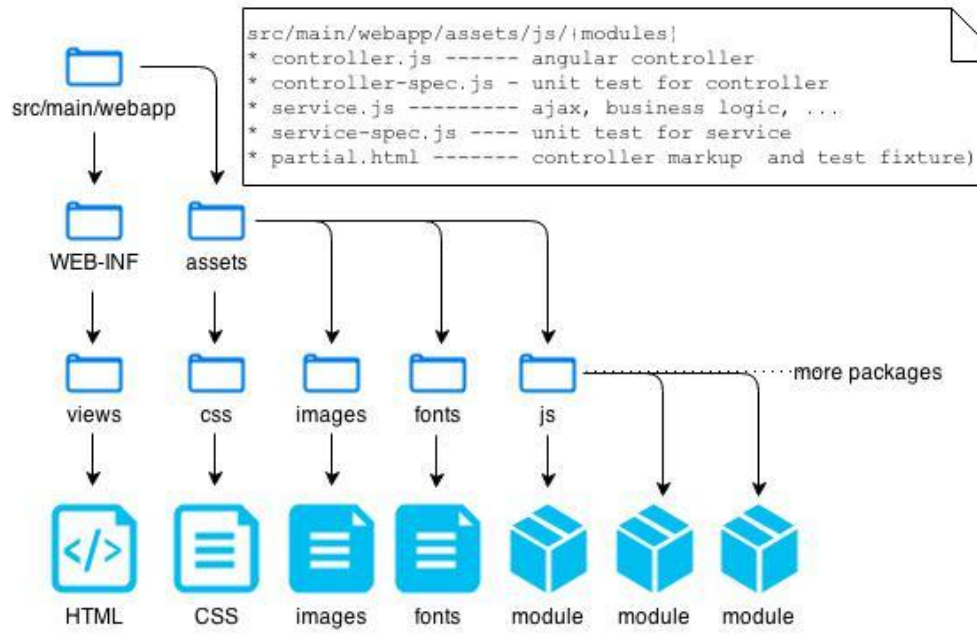 src/main/webapp/assets/js/{modules}
* controller.js ------ angular controller
* controller-spec.js - unit test for controller
* service.js --------- ajax, business logic, ...
* service-spec.js ---- unit test for service
* partial.html ------- controller markup  and test fixture)
src/main/webapp
WEB-INF assets
views css images fonts js more packages
HTML CSS images fonts module module module